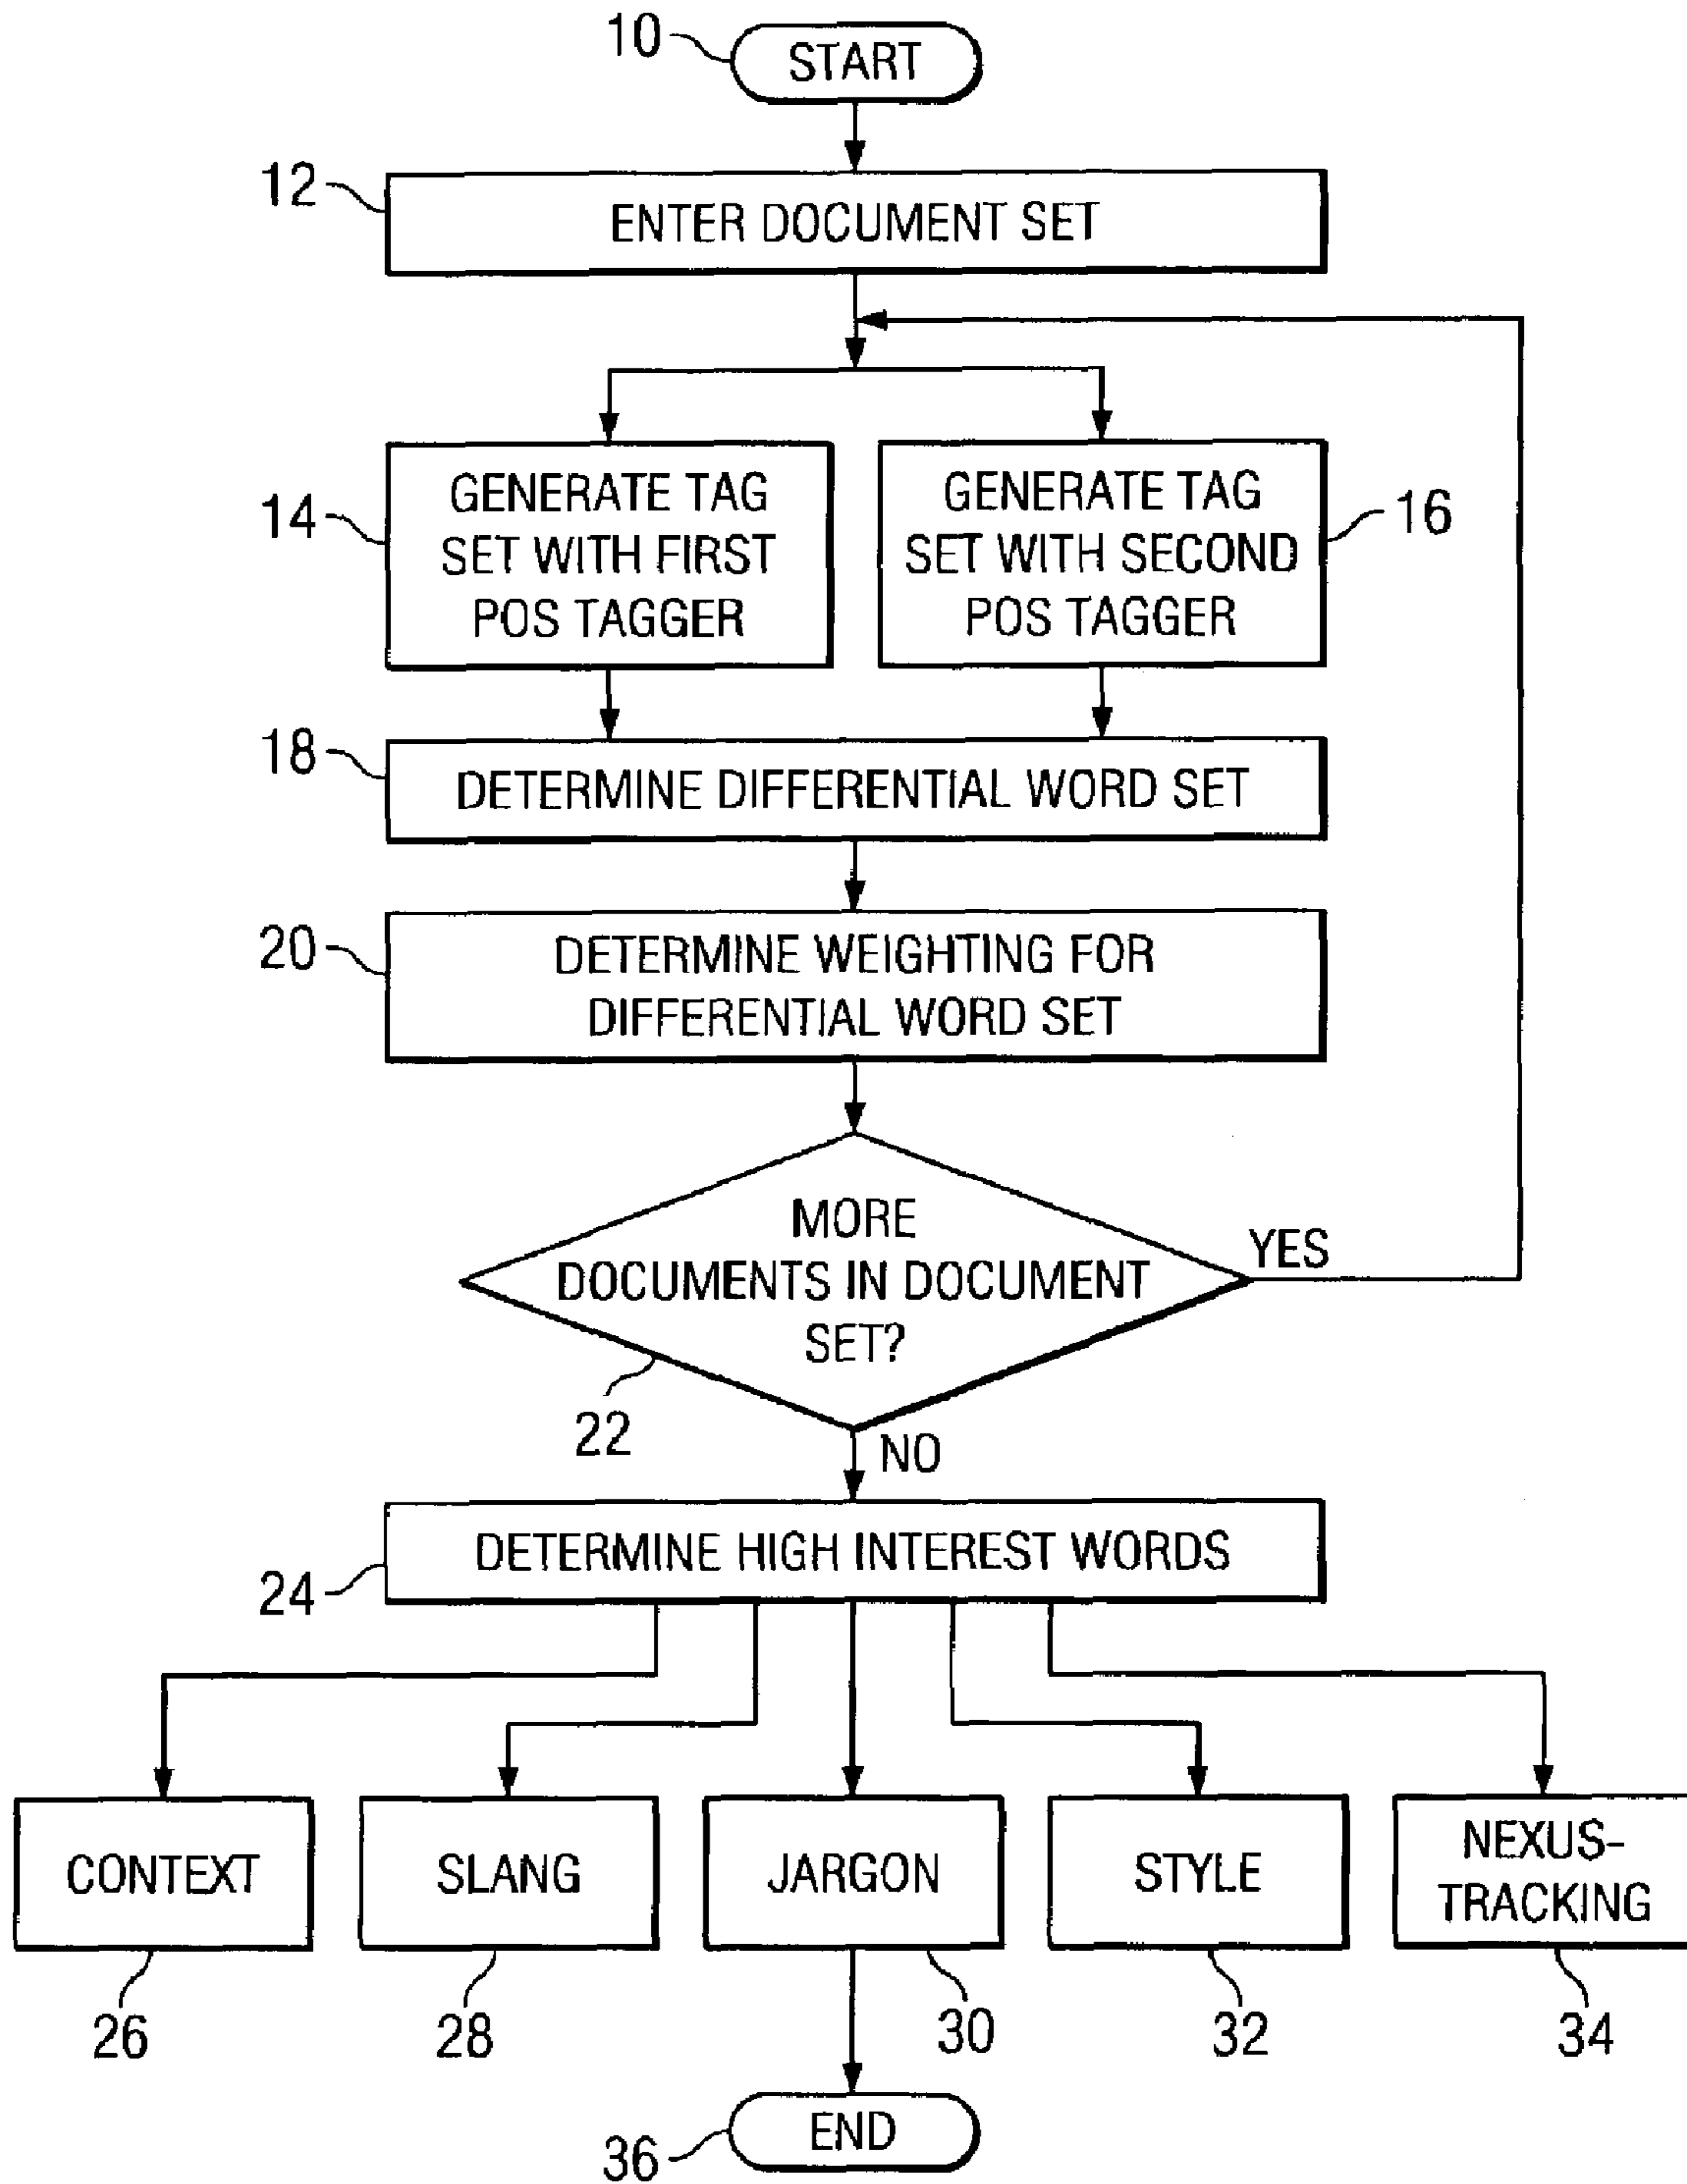 10
START
12
ENTER DOCUMENT SET
14
GENERATE TAG
SET WITH FIRST
POS TAGGER
GENERATE TAG
SET WITH SECOND
POS TAGGER
16
18
DETERMINE DIFFERENTIAL WORD SET
20
DETERMINE WEIGHTING FOR
DIFFERENTIAL WORD SET
MORE
DOCUMENTS IN DOCUMENT
SET?
YES
22
NO
DETERMINE HIGH INTEREST WORDS
24
CONTEXT
SLANG
JARGON
STYLE
NEXUS-
TRACKING
26
28
30
32
34
END
36